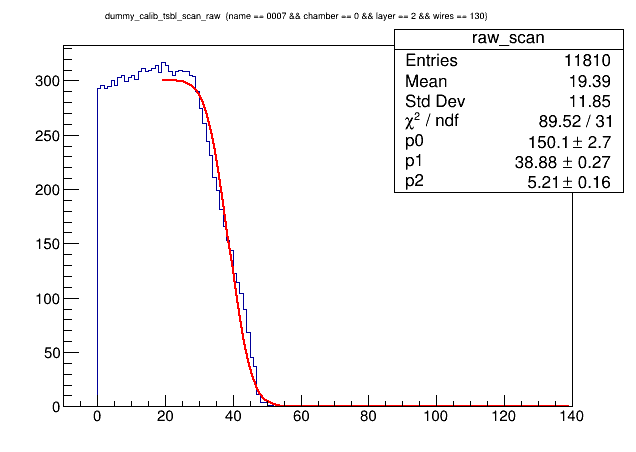 dummy_calib_tsbl_scan_raw (name == 0007 && chamber == 0 && layer == 2 && wires == 130)
raw_scan
Entries 11810
Mean 19.39
Std Dev 11.85
χ² / ndf 89.52 / 31
p0 150.1 ± 2.7
p1 38.88 ± 0.27
p2 5.21 ± 0.16
300
250
200
150
100
50
0
0 20 40 60 80 100 120 140